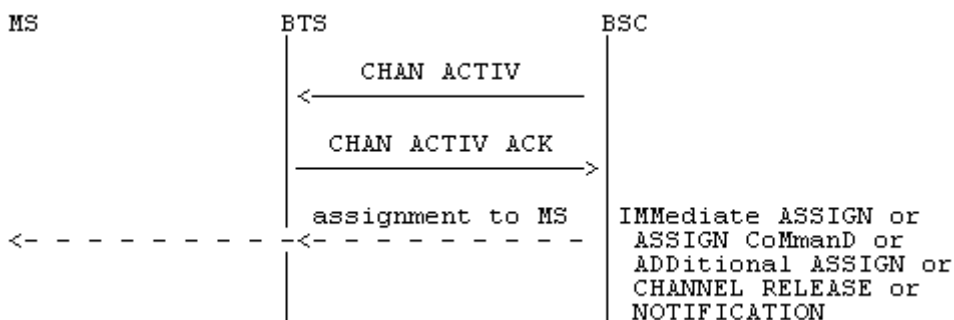 MS BTS BSC
CHAN ACTIV
CHAN ACTIV ACK
assignment to MS IMMediate ASSIGN or
ASSIGN CoMmanD or
ADDitional ASSIGN or
CHANNEL RELEASE or
NOTIFICATION